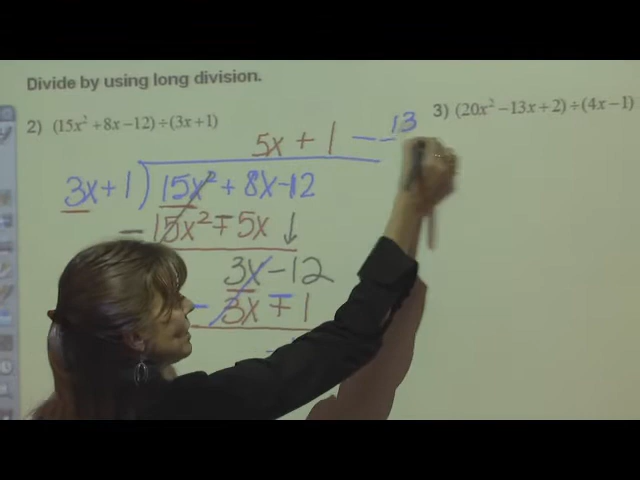 Divide by using long division.
2) (15x² + 8x − 12) ÷ (3x + 1)
3) (20x² − 13x + 2) ÷ (4x − 1)
5x + 1 − 13
3x + 1 ) 15x² + 8x − 12
− 15x² ∓ 5x ↓
3x − 12
− 3x ∓ 1